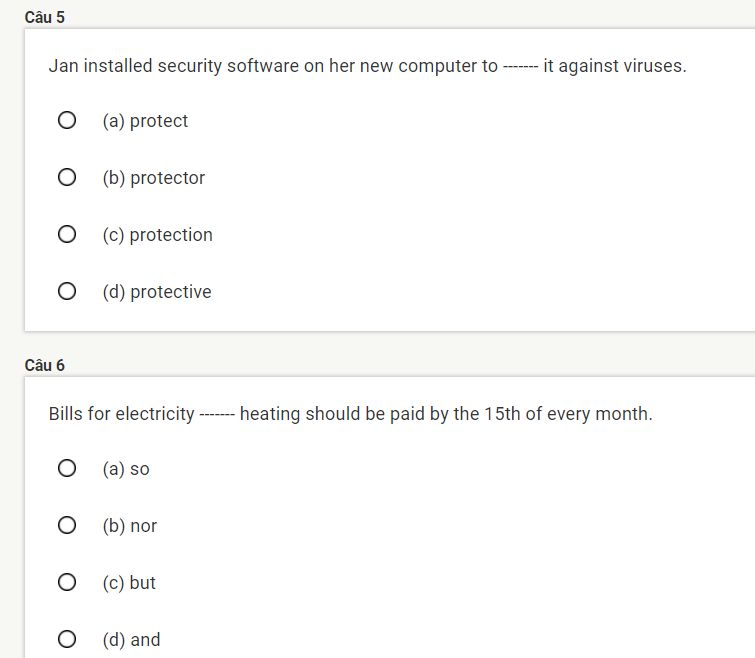 Câu 5
Jan installed security software on her new computer to ------- it against viruses.
(a) protect
(b) protector
(c) protection
(d) protective
Câu 6
Bills for electricity ------- heating should be paid by the 15th of every month.
(a) so
(b) nor
(c) but
(d) and